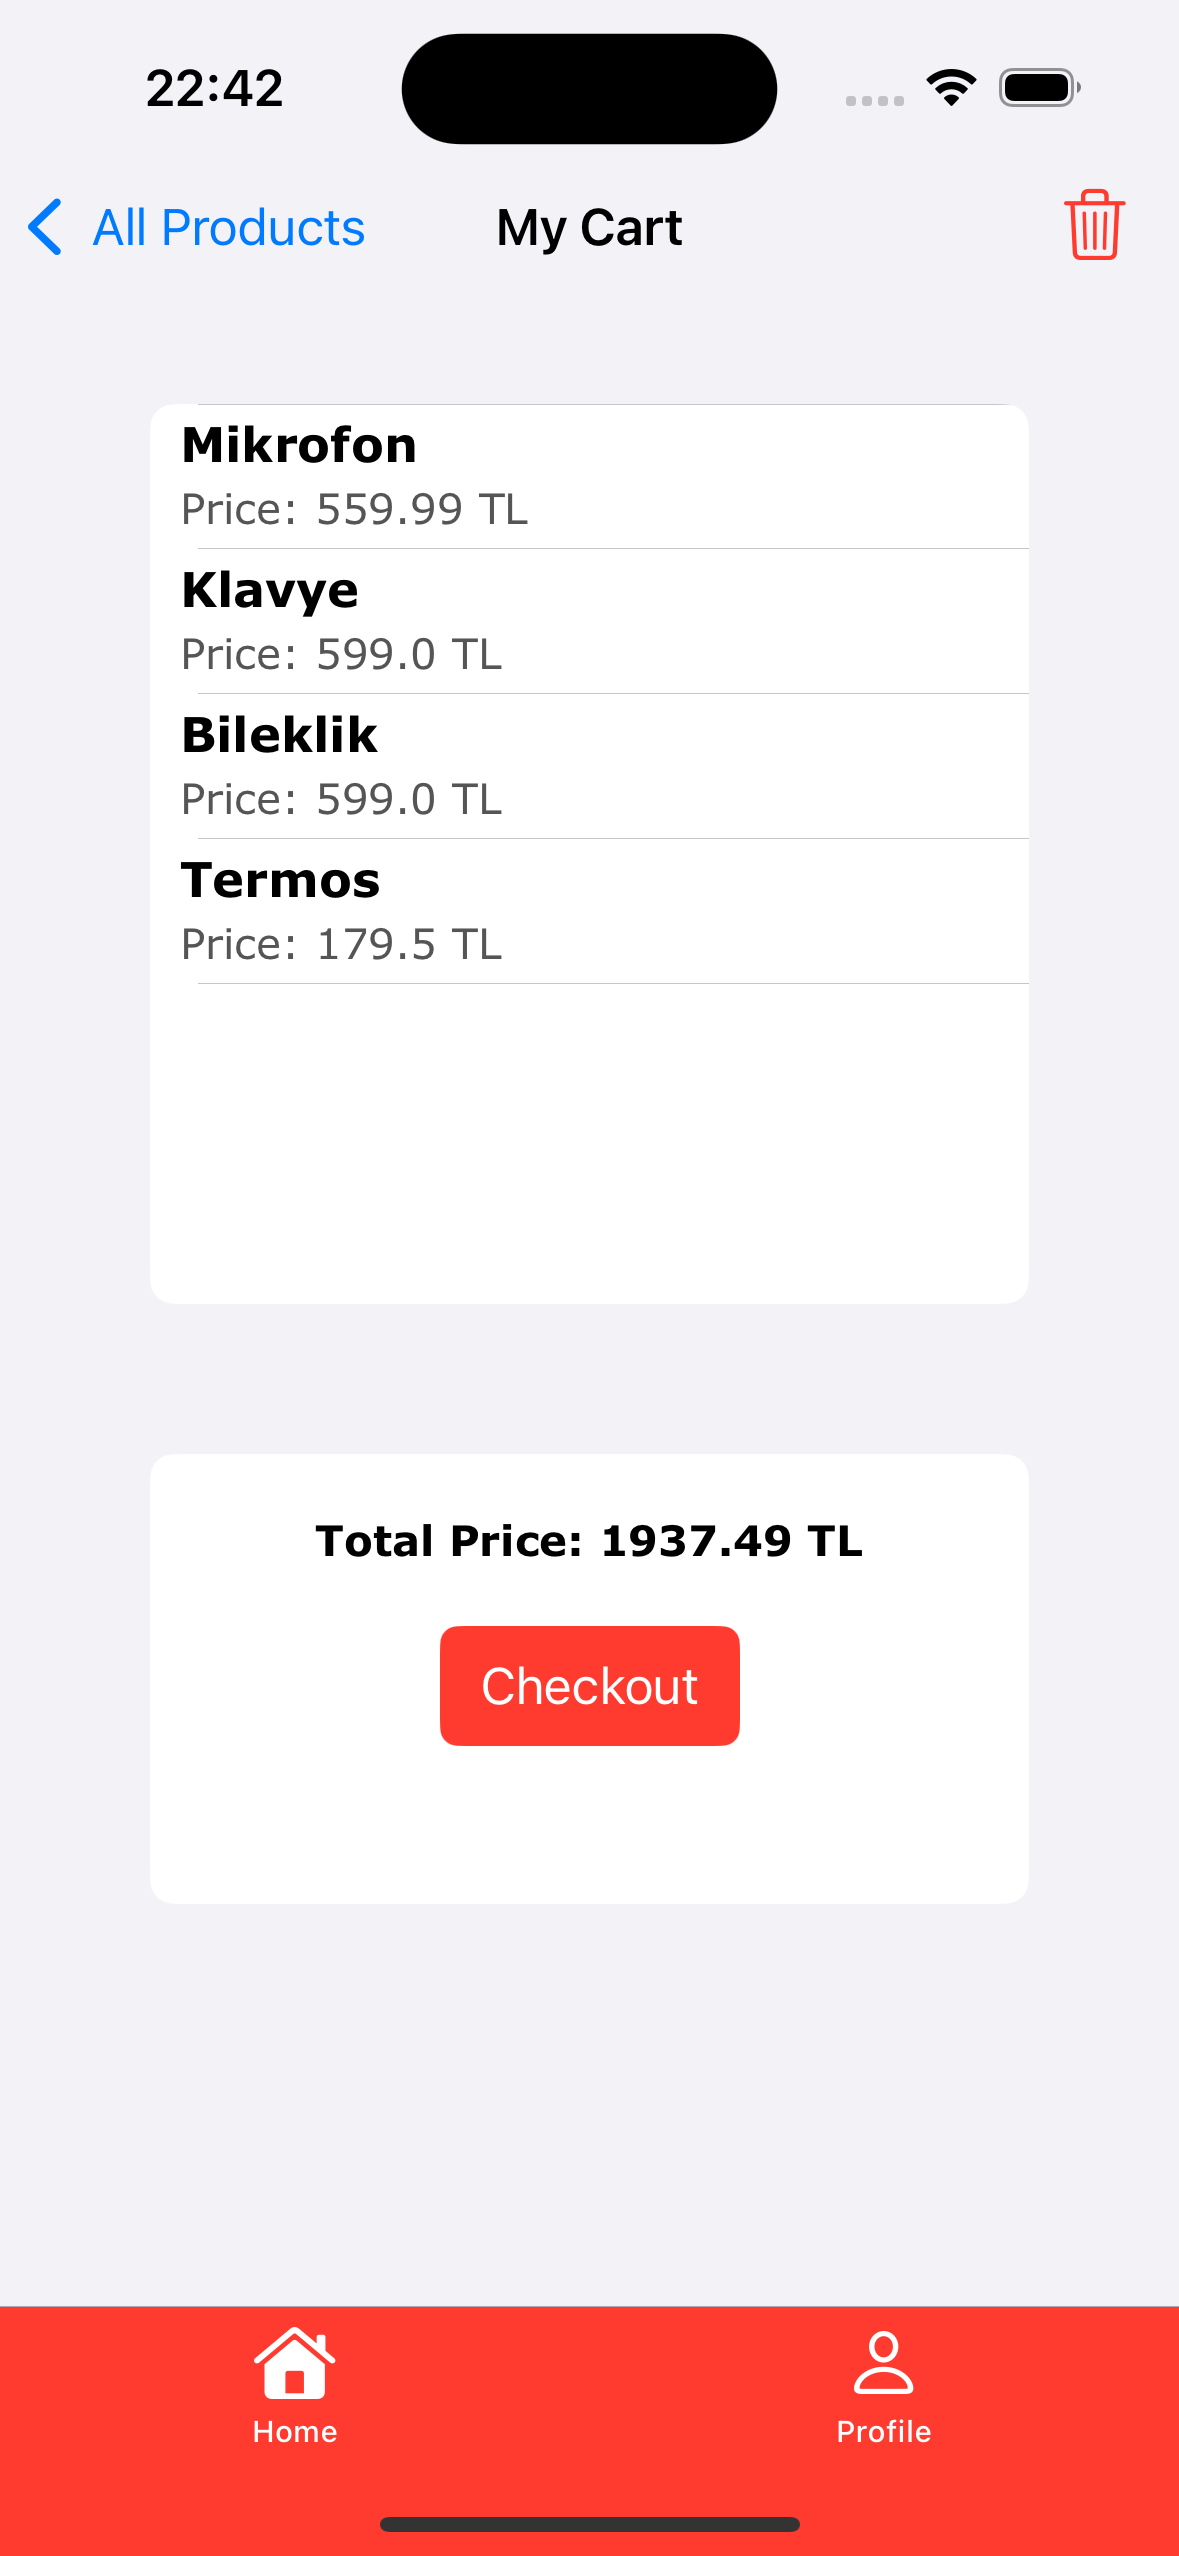 22:42
All Products
My Cart
Mikrofon
Price: 559.99 TL
Klavye
Price: 599.0 TL
Bileklik
Price: 599.0 TL
Termos
Price: 179.5 TL
Total Price: 1937.49 TL
Checkout
Home
Profile